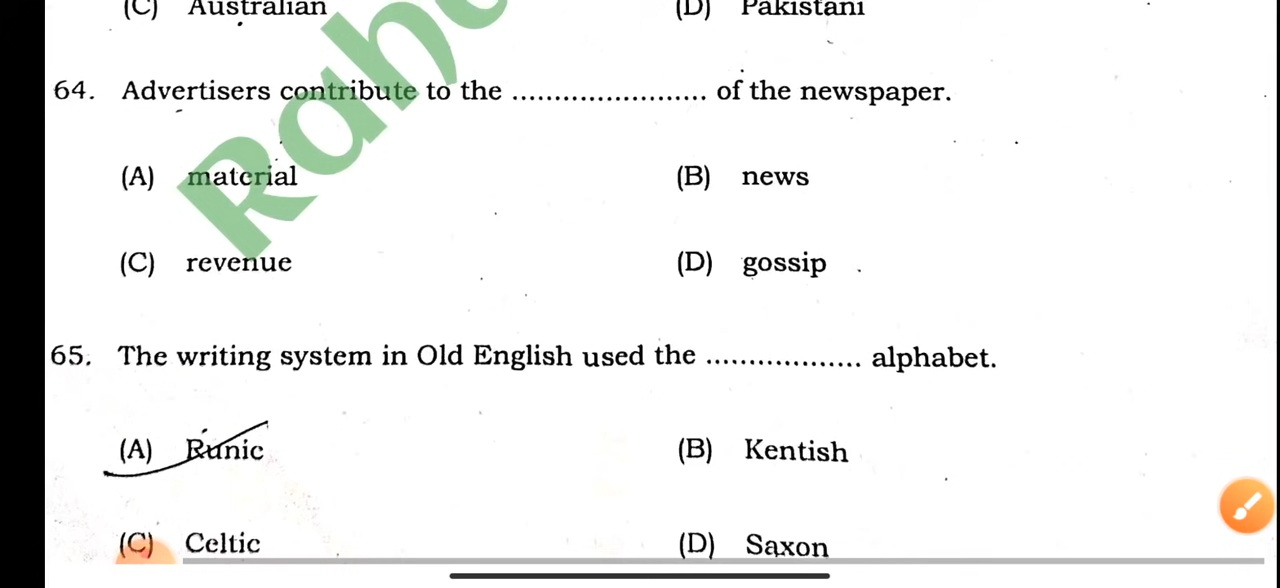 (C) Australian (D) Pakistani
64. Advertisers contribute to the ....................... of the newspaper.
(A) material (B) news
(C) revenue (D) gossip
65. The writing system in Old English used the .................. alphabet.
(A) Runic (B) Kentish
(C) Celtic (D) Saxon